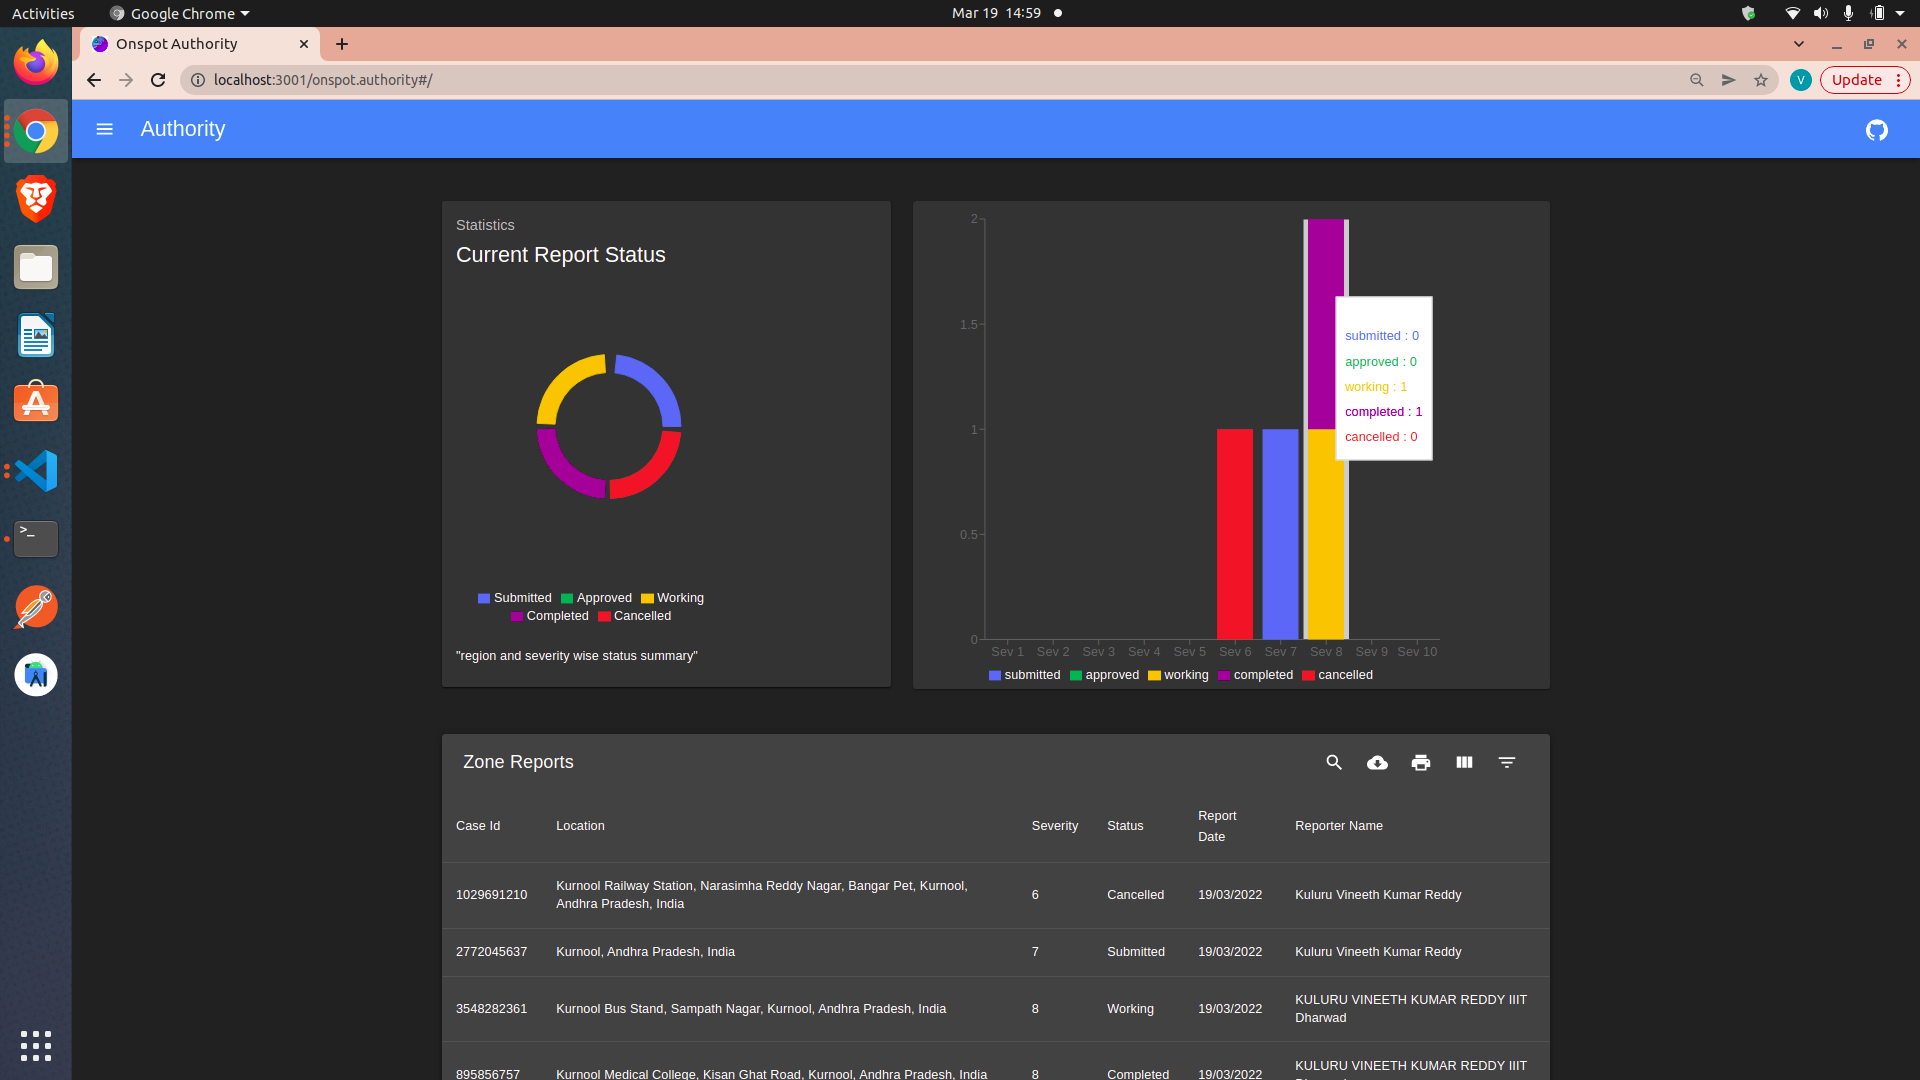 Activities
Google Chrome
Mar 19 14:59
Onspot Authority
localhost:3001/onspot.authority#/
V
Update
Authority
Statistics
Current Report Status
Submitted Approved Working
Completed Cancelled
"region and severity wise status summary"
2
1.5
1
0.5
0
submitted : 0
approved : 0
working : 1
completed : 1
cancelled : 0
Sev 1 Sev 2 Sev 3 Sev 4 Sev 5 Sev 6 Sev 7 Sev 8 Sev 9 Sev 10
submitted approved working completed cancelled
Zone Reports
Case Id Location Severity Status Report Date Reporter Name
1029691210 Kurnool Railway Station, Narasimha Reddy Nagar, Bangar Pet, Kurnool, 6 Cancelled 19/03/2022 Kuluru Vineeth Kumar Reddy
Andhra Pradesh, India
2772045637 Kurnool, Andhra Pradesh, India 7 Submitted 19/03/2022 Kuluru Vineeth Kumar Reddy
3548282361 Kurnool Bus Stand, Sampath Nagar, Kurnool, Andhra Pradesh, India 8 Working 19/03/2022 KULURU VINEETH KUMAR REDDY IIIT
Dharwad
895856757 Kurnool Medical College, Kisan Ghat Road, Kurnool, Andhra Pradesh, India 8 Completed 19/03/2022 KULURU VINEETH KUMAR REDDY IIIT